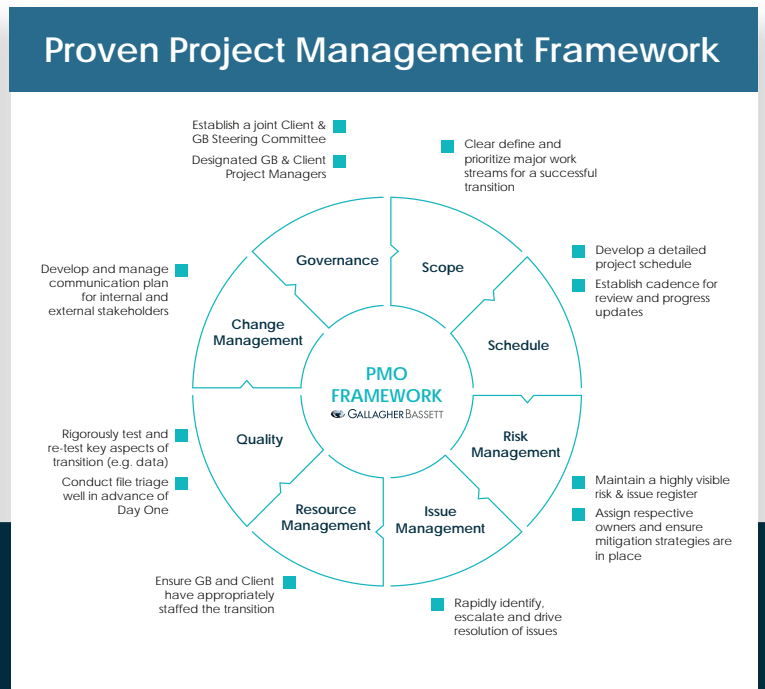 Proven Project Management Framework
Establish a joint Client &
GB Steering Committee
Designated GB & Client
Project Managers
Clear define and
prioritize major work
streams for a successful
transition
Develop a detailed
project schedule
Establish cadence for
review and progress
updates
Develop and manage
communication plan
for internal and
external stakeholders
Governance
Scope
Change
Management
Schedule
PMO
FRAMEWORK
GALLAGHER BASSETT
Quality
Risk
Management
Resource
Management
Issue
Management
Rigorously test and
re-test key aspects of
transition (e.g. data)
Conduct file triage
well in advance of
Day One
Maintain a highly visible
risk & issue register
Assign respective
owners and ensure
mitigation strategies are
in place
Ensure GB and Client
have appropriately
staffed the transition
Rapidly identify,
escalate and drive
resolution of issues